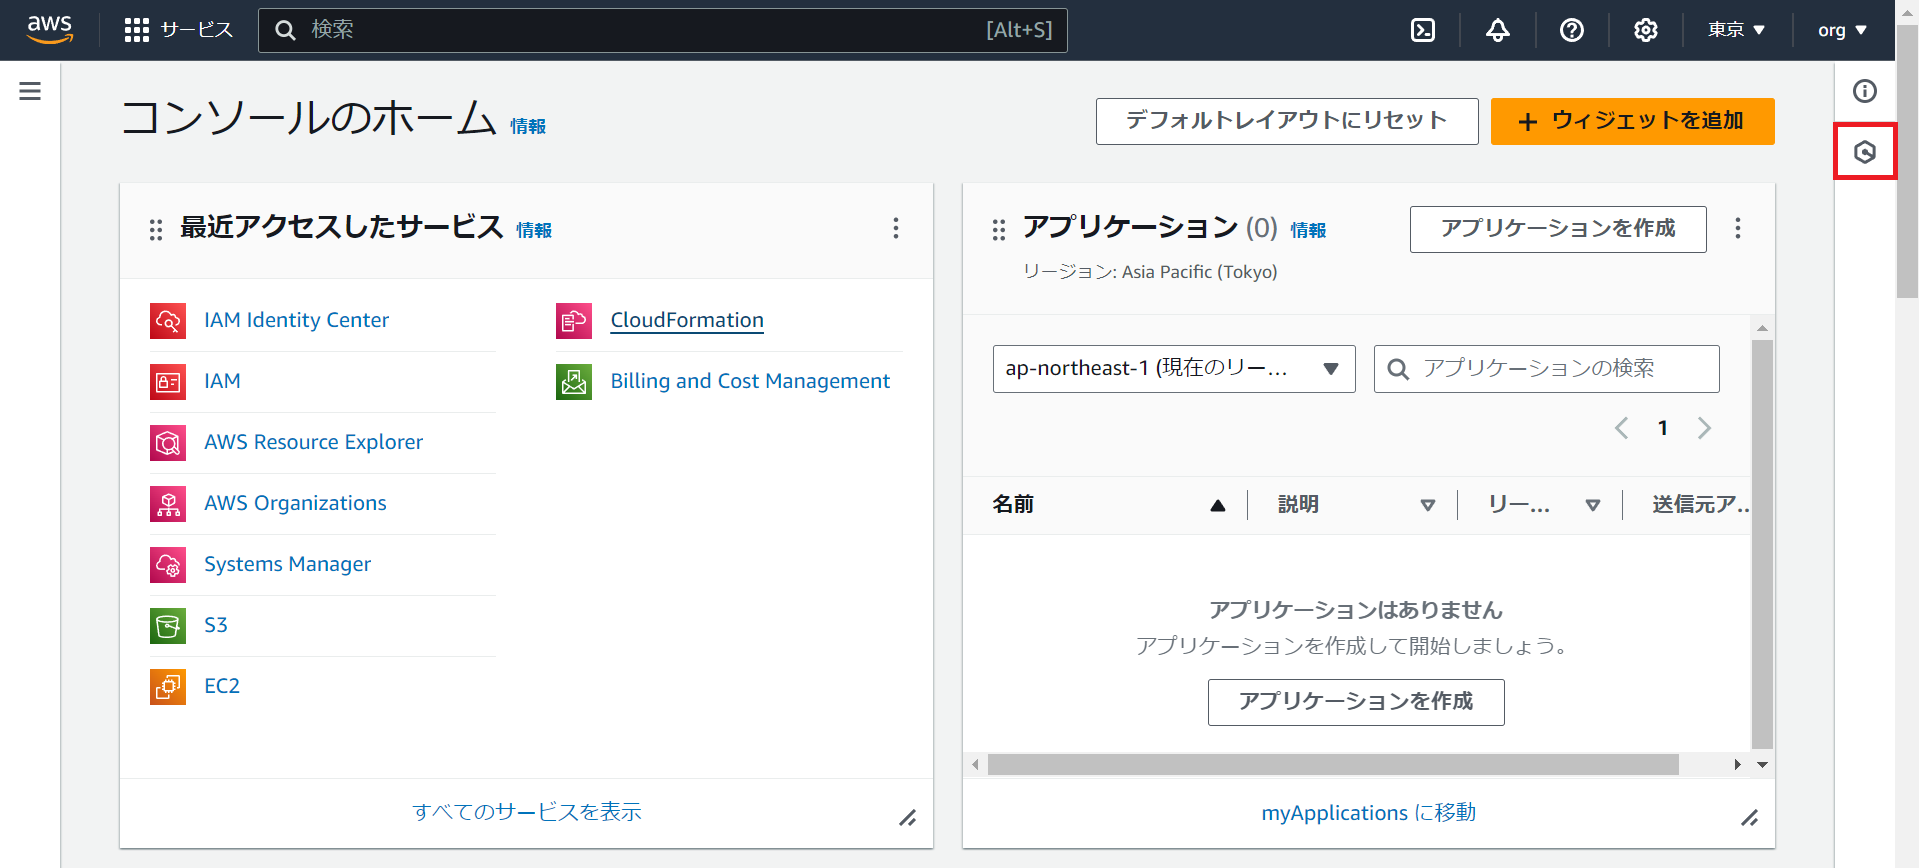 aws
サービス
検索
[Alt+S]
東京 ▼
org ▼
コンソールのホーム 情報
デフォルトレイアウトにリセット
+ ウィジェットを追加
最近アクセスしたサービス 情報
IAM Identity Center
IAM
AWS Resource Explorer
AWS Organizations
Systems Manager
S3
EC2
CloudFormation
Billing and Cost Management
すべてのサービスを表示
アプリケーション (0) 情報
アプリケーションを作成
リージョン: Asia Pacific (Tokyo)
ap-northeast-1 (現在のリー...
アプリケーションの検索
1
名前
説明
リー...
送信元ア...
アプリケーションはありません
アプリケーションを作成して開始しましょう。
アプリケーションを作成
myApplications に移動